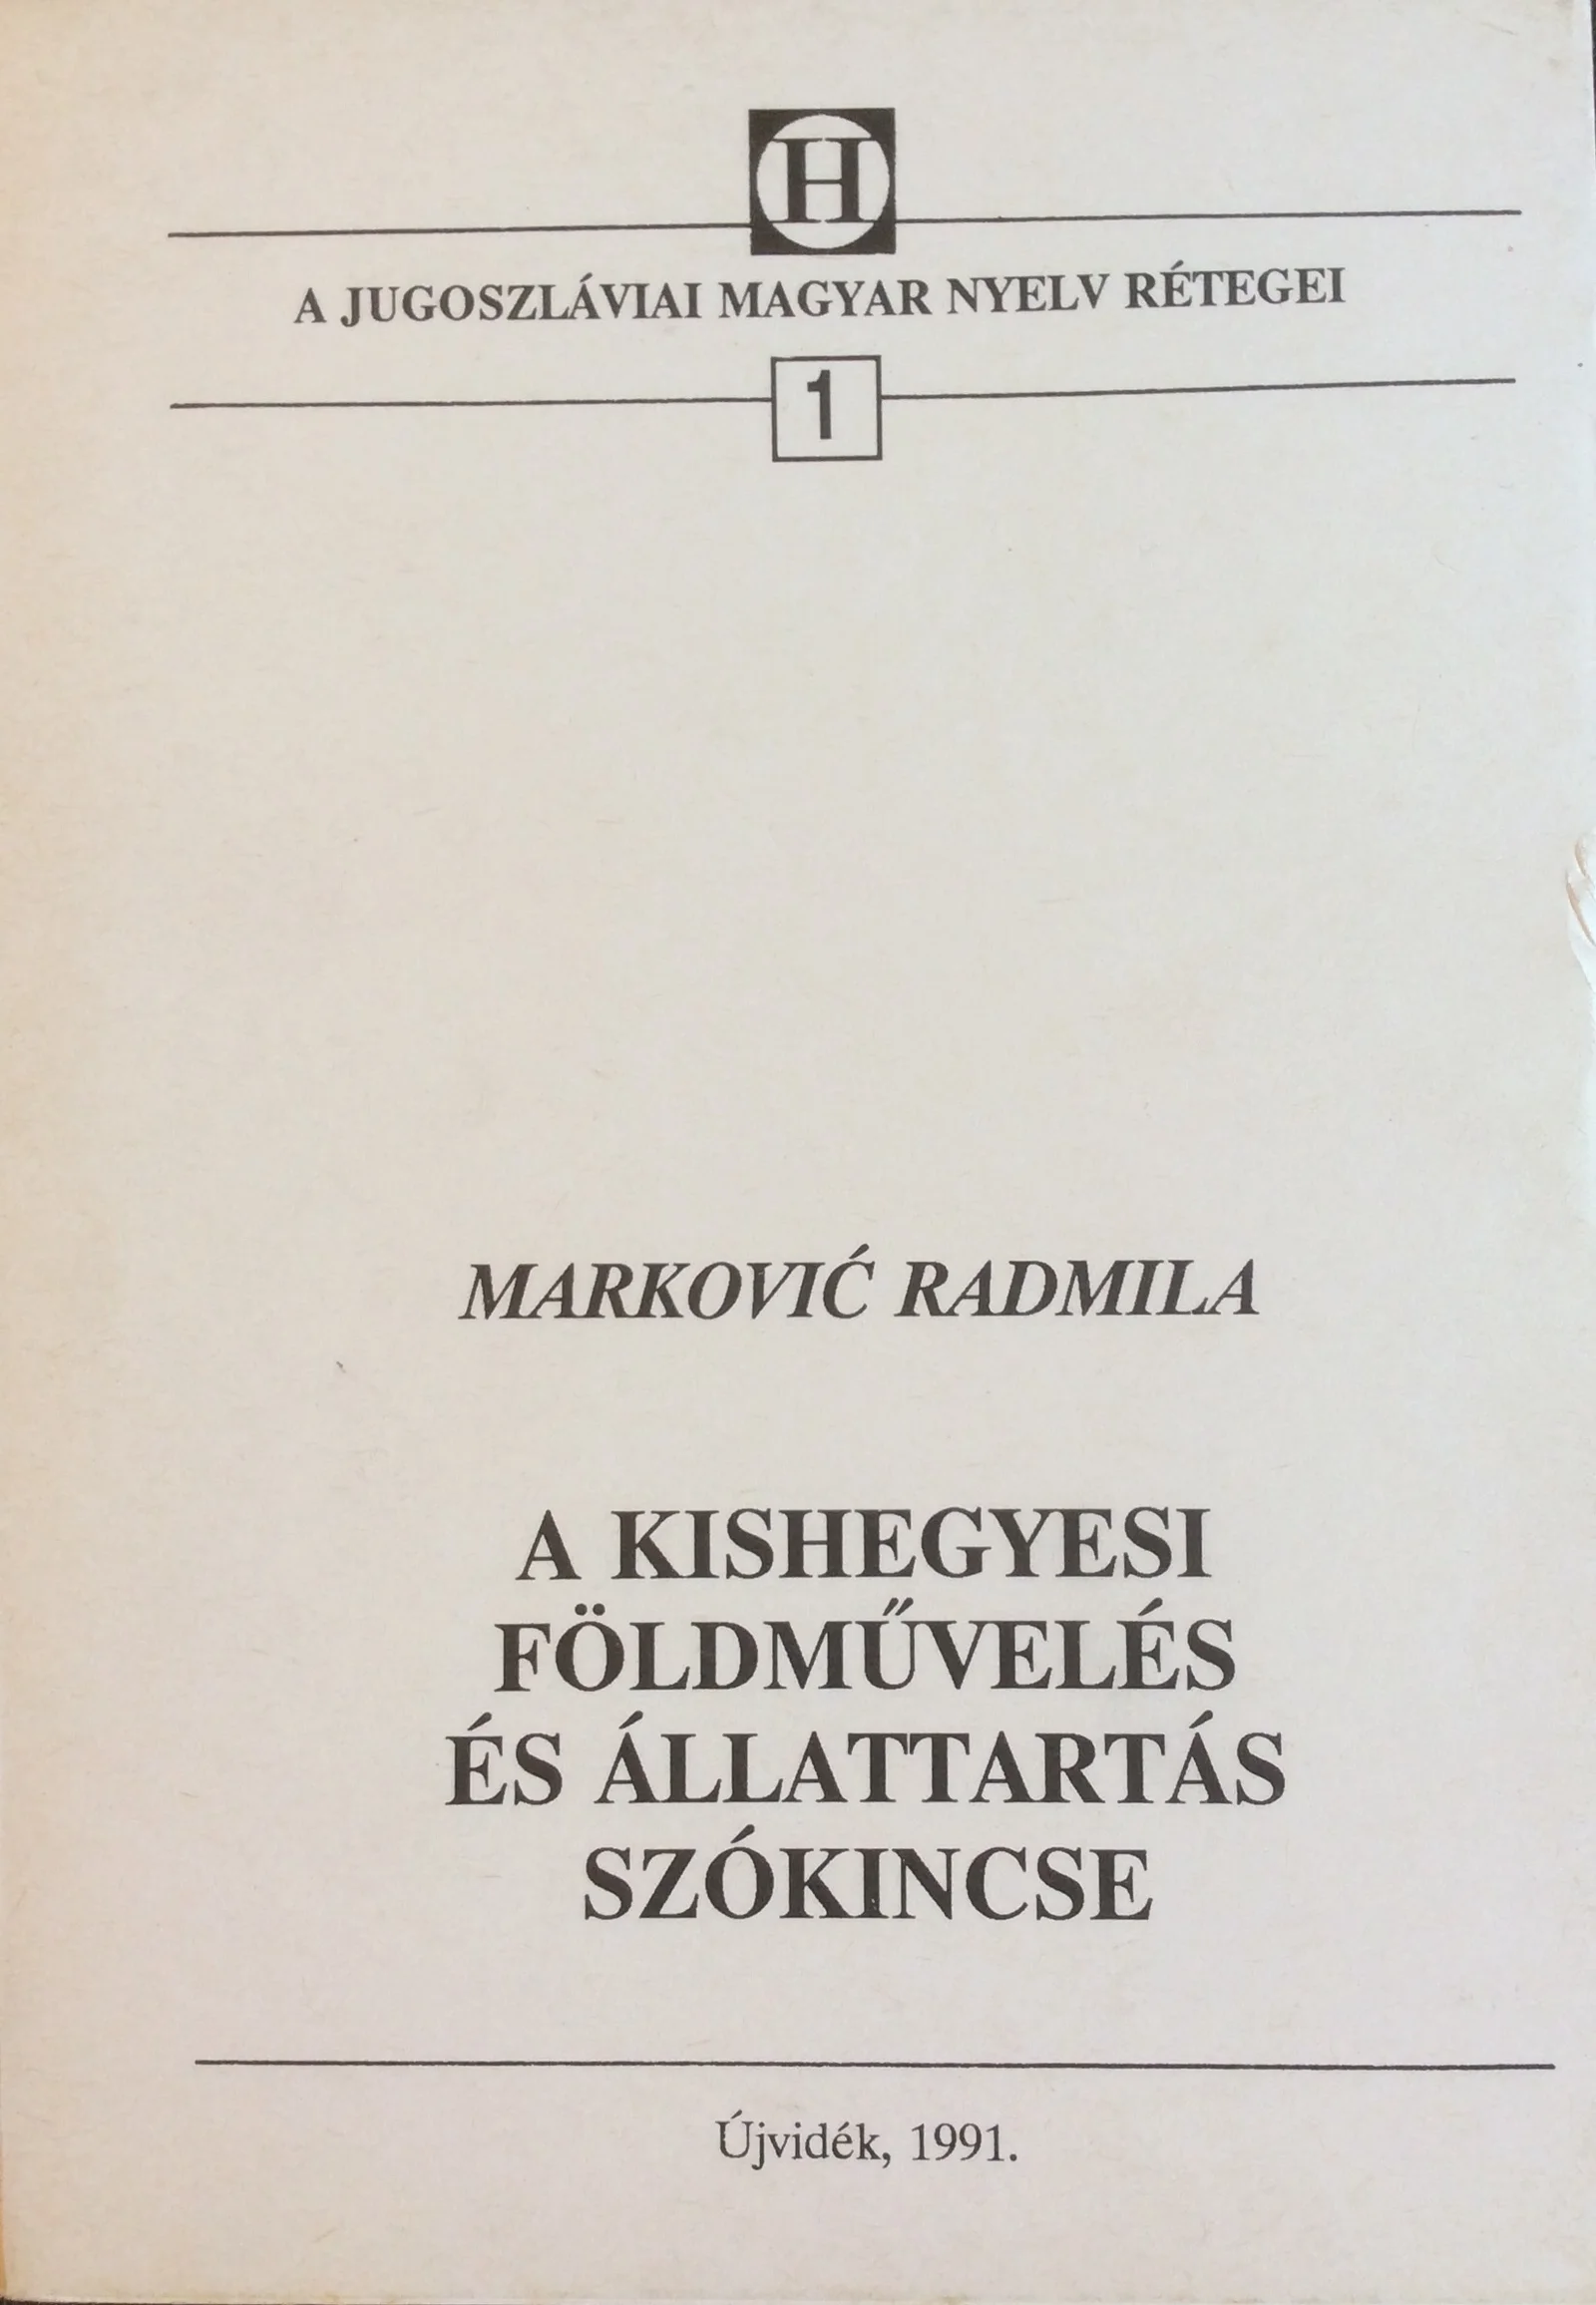 H
A JUGOSZLÁVIAI MAGYAR NYELV RÉTEGEI
1
MARKOVIĆ RADMILA
A KISHEGYESI
FÖLDMŰVELÉS
ÉS ÁLLATTARTÁS
SZÓKINCSE
Újvidék, 1991.